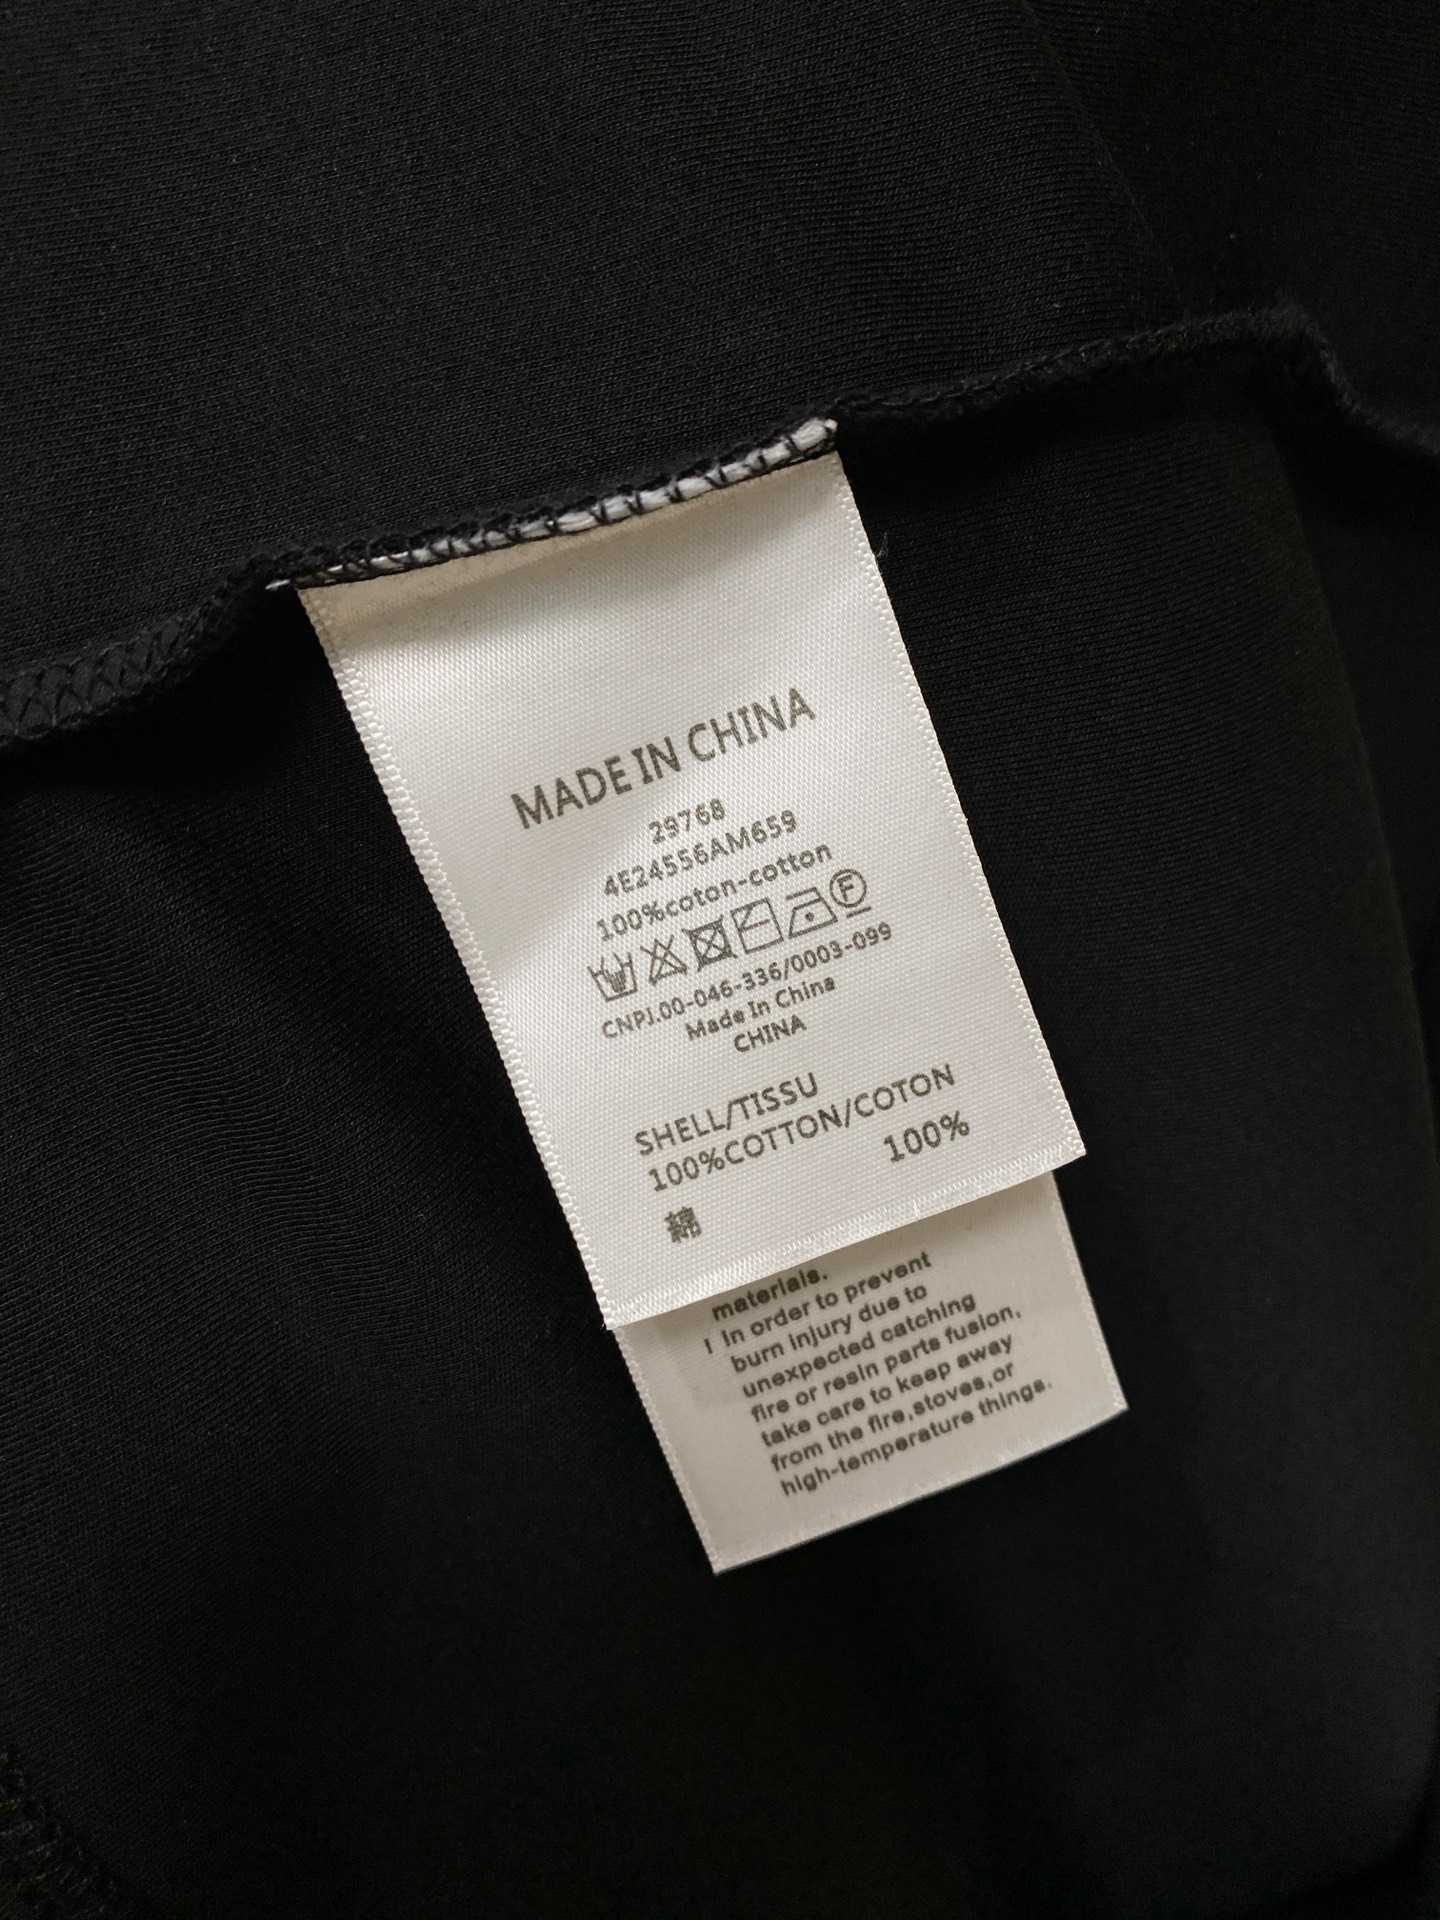 MADE IN CHINA
29768
4E24556AM659
100%coton-cotton
F
CNPJ.00-046-336/0003-099
Made In China
CHINA
SHELL/TISSU
100%COTTON/COTON
100%
綿
materials.
! In order to prevent
burn injury due to
unexpected catching
fire or resin parts fusion,
take care to keep away
from the fire,stoves,or
high-temperature things.